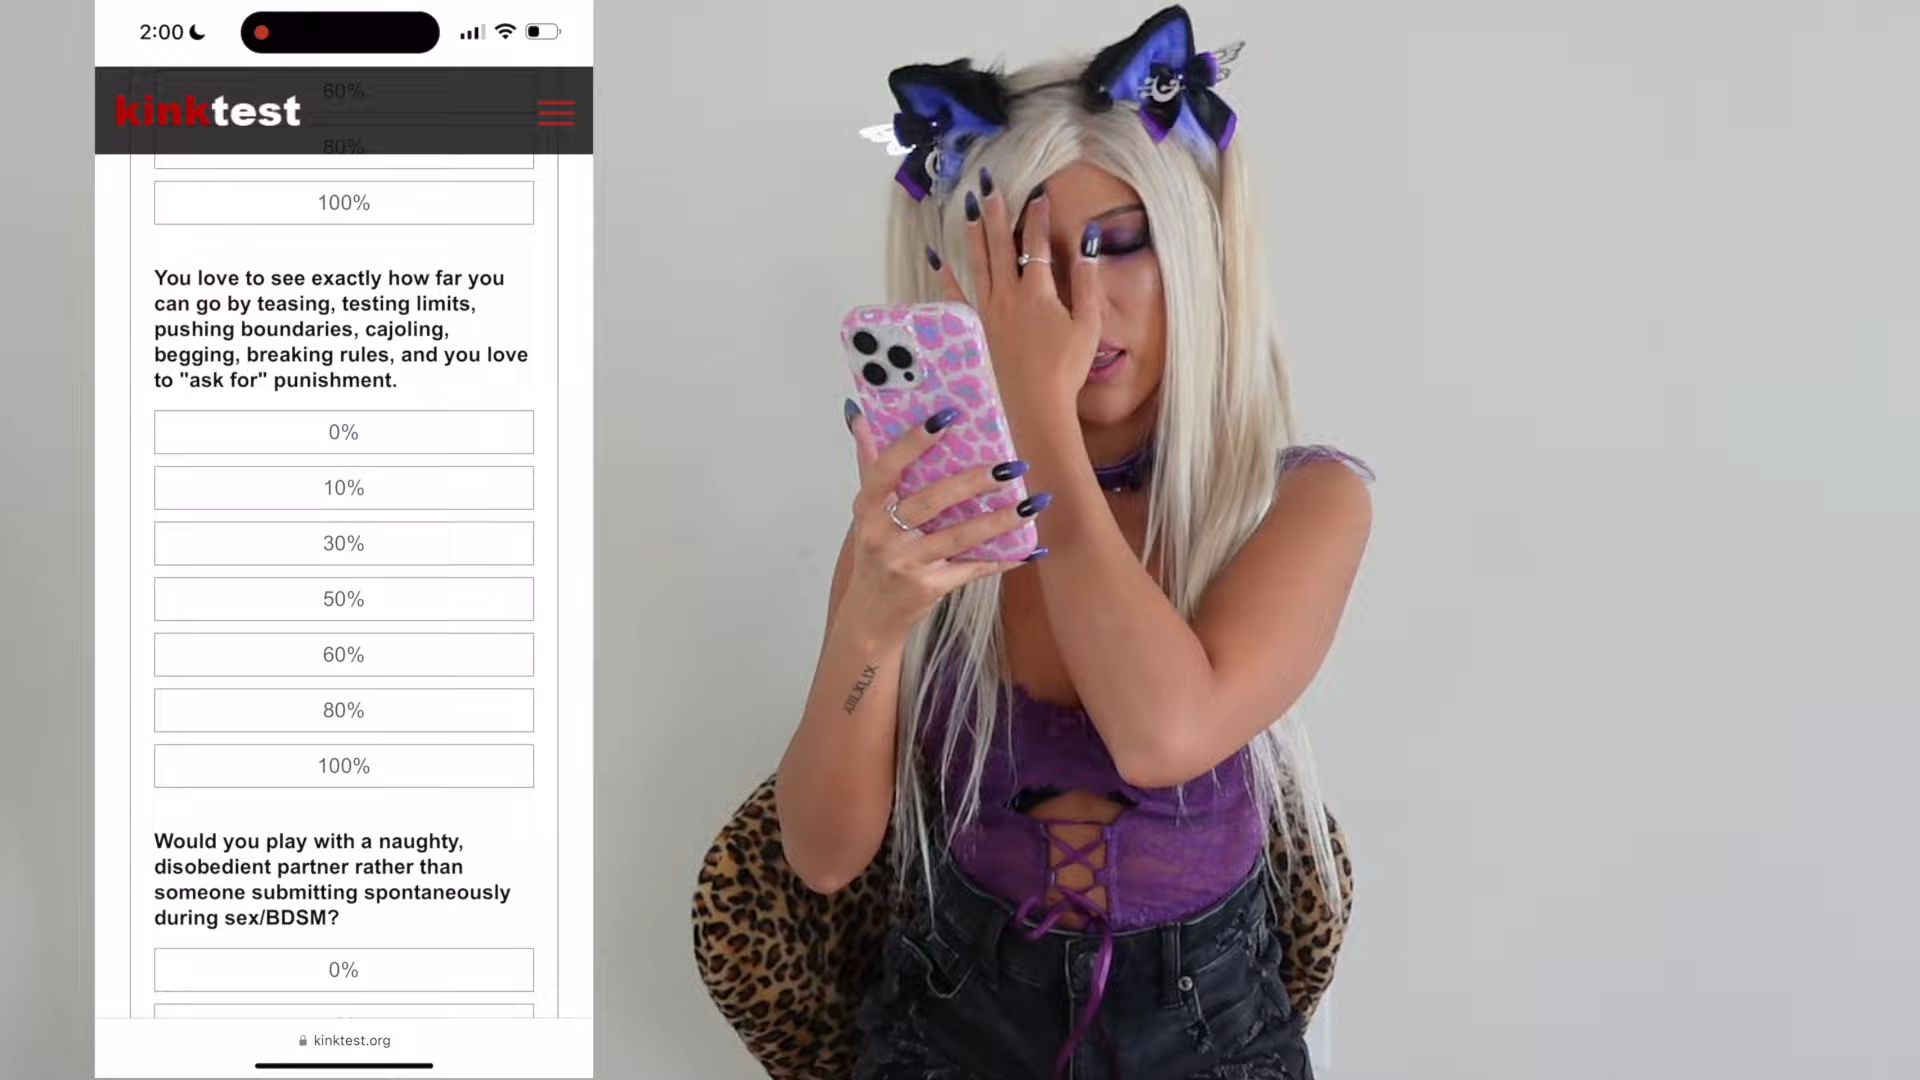 2:00
60%
kinktest
80%
100%
You love to see exactly how far you
can go by teasing, testing limits,
pushing boundaries, cajoling,
begging, breaking rules, and you love
to "ask for" punishment.
0%
10%
30%
50%
60%
80%
100%
Would you play with a naughty,
disobedient partner rather than
someone submitting spontaneously
during sex/BDSM?
0%
kinktest.org